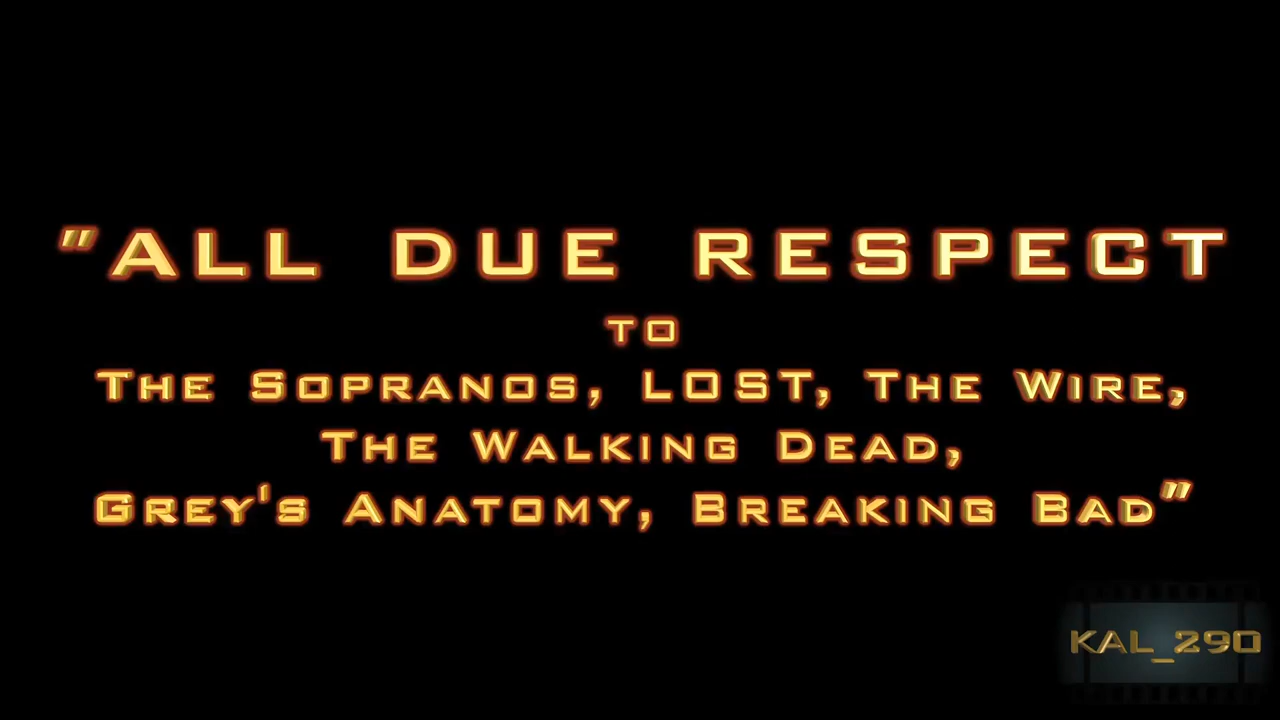 "ALL DUE RESPECT
TO
THE SOPRANOS, LOST, THE WIRE,
THE WALKING DEAD,
GREY'S ANATOMY, BREAKING BAD"
KAL_290